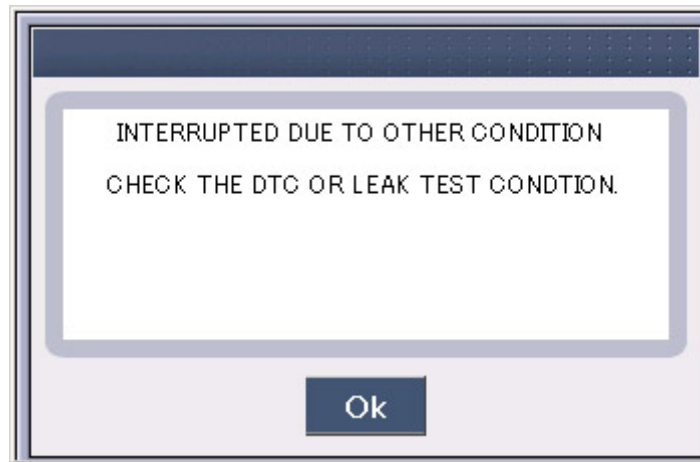 INTERRUPTED DUE TO OTHER CONDITION
CHECK THE DTC OR LEAK TEST CONDTION.
Ok